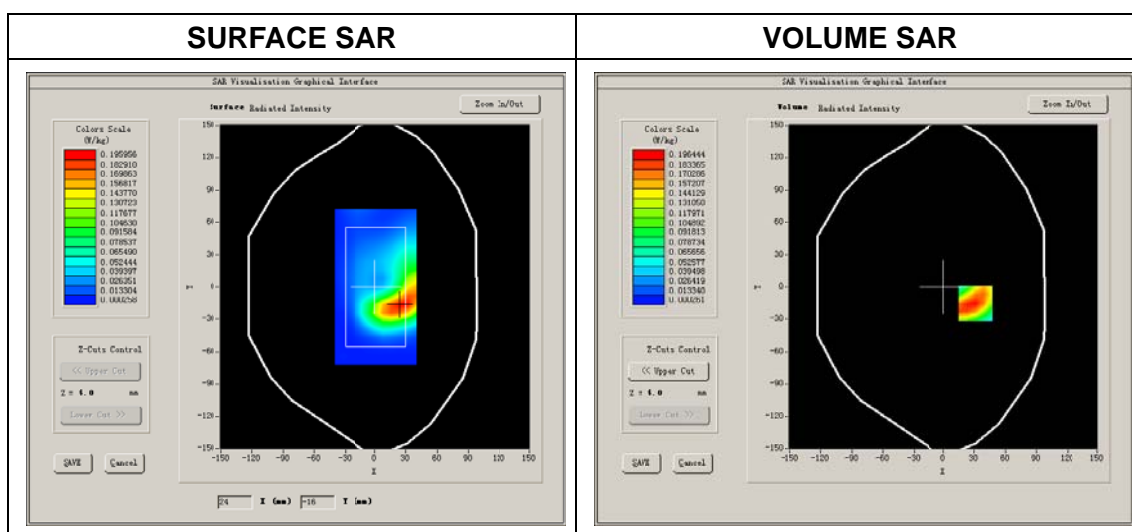 SURFACE SAR
VOLUME SAR
SAR Visualisation Graphical Interface
Surface Radiated Intensity
Zoom In/Out
Colors Scale
(W/kg)
0.195956
0.182910
0.169863
0.156817
0.143770
0.130723
0.117677
0.104630
0.091584
0.078537
0.065490
0.052444
0.039397
0.026351
0.013304
0.000258
150
120
90
60
30
0
-30
-60
-90
-120
-150
Y
-150 -120 -90 -60 -30 0 30 60 90 120 150
X
Z-Cuts Control
<< Upper Cut
Z = 4.0 mm
Lower Cut >>
SAVE Cancel
24 X (mm) -16 Y (mm)
SAR Visualisation Graphical Interface
Volume Radiated Intensity
Zoom In/Out
Colors Scale
(W/kg)
0.196444
0.183365
0.170286
0.157207
0.144129
0.131050
0.117971
0.104892
0.091813
0.078734
0.065656
0.052577
0.039498
0.026419
0.013340
0.000261
150
120
90
60
30
0
-30
-60
-90
-120
-150
Y
-150 -120 -90 -60 -30 0 30 60 90 120 150
X
Z-Cuts Control
<< Upper Cut
Z = 4.0 mm
Lower Cut >>
SAVE Cancel